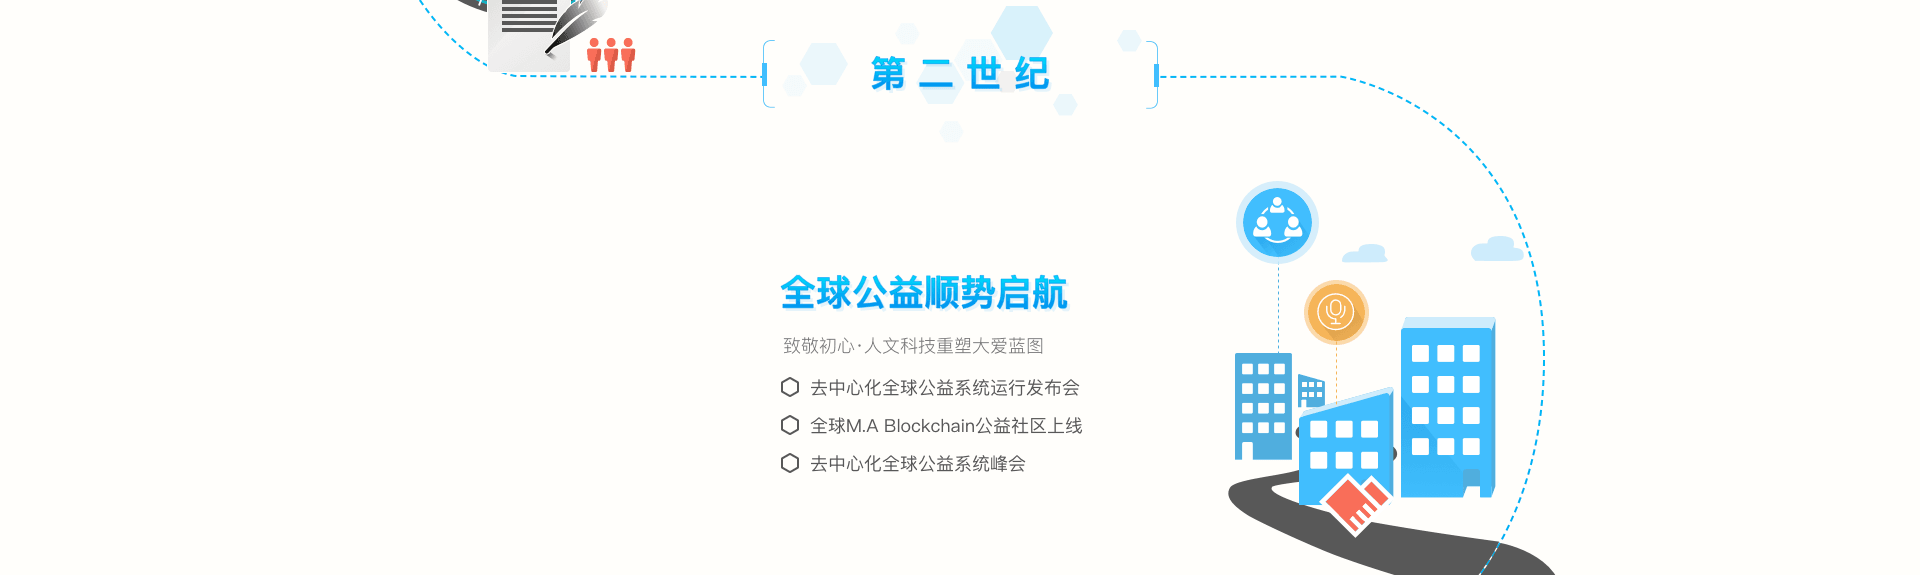 第二世纪
全球公益顺势启航
致敬初心·人文科技重塑大爱蓝图
去中心化全球公益系统运行发布会
全球M.A Blockchain公益社区上线
去中心化全球公益系统峰会